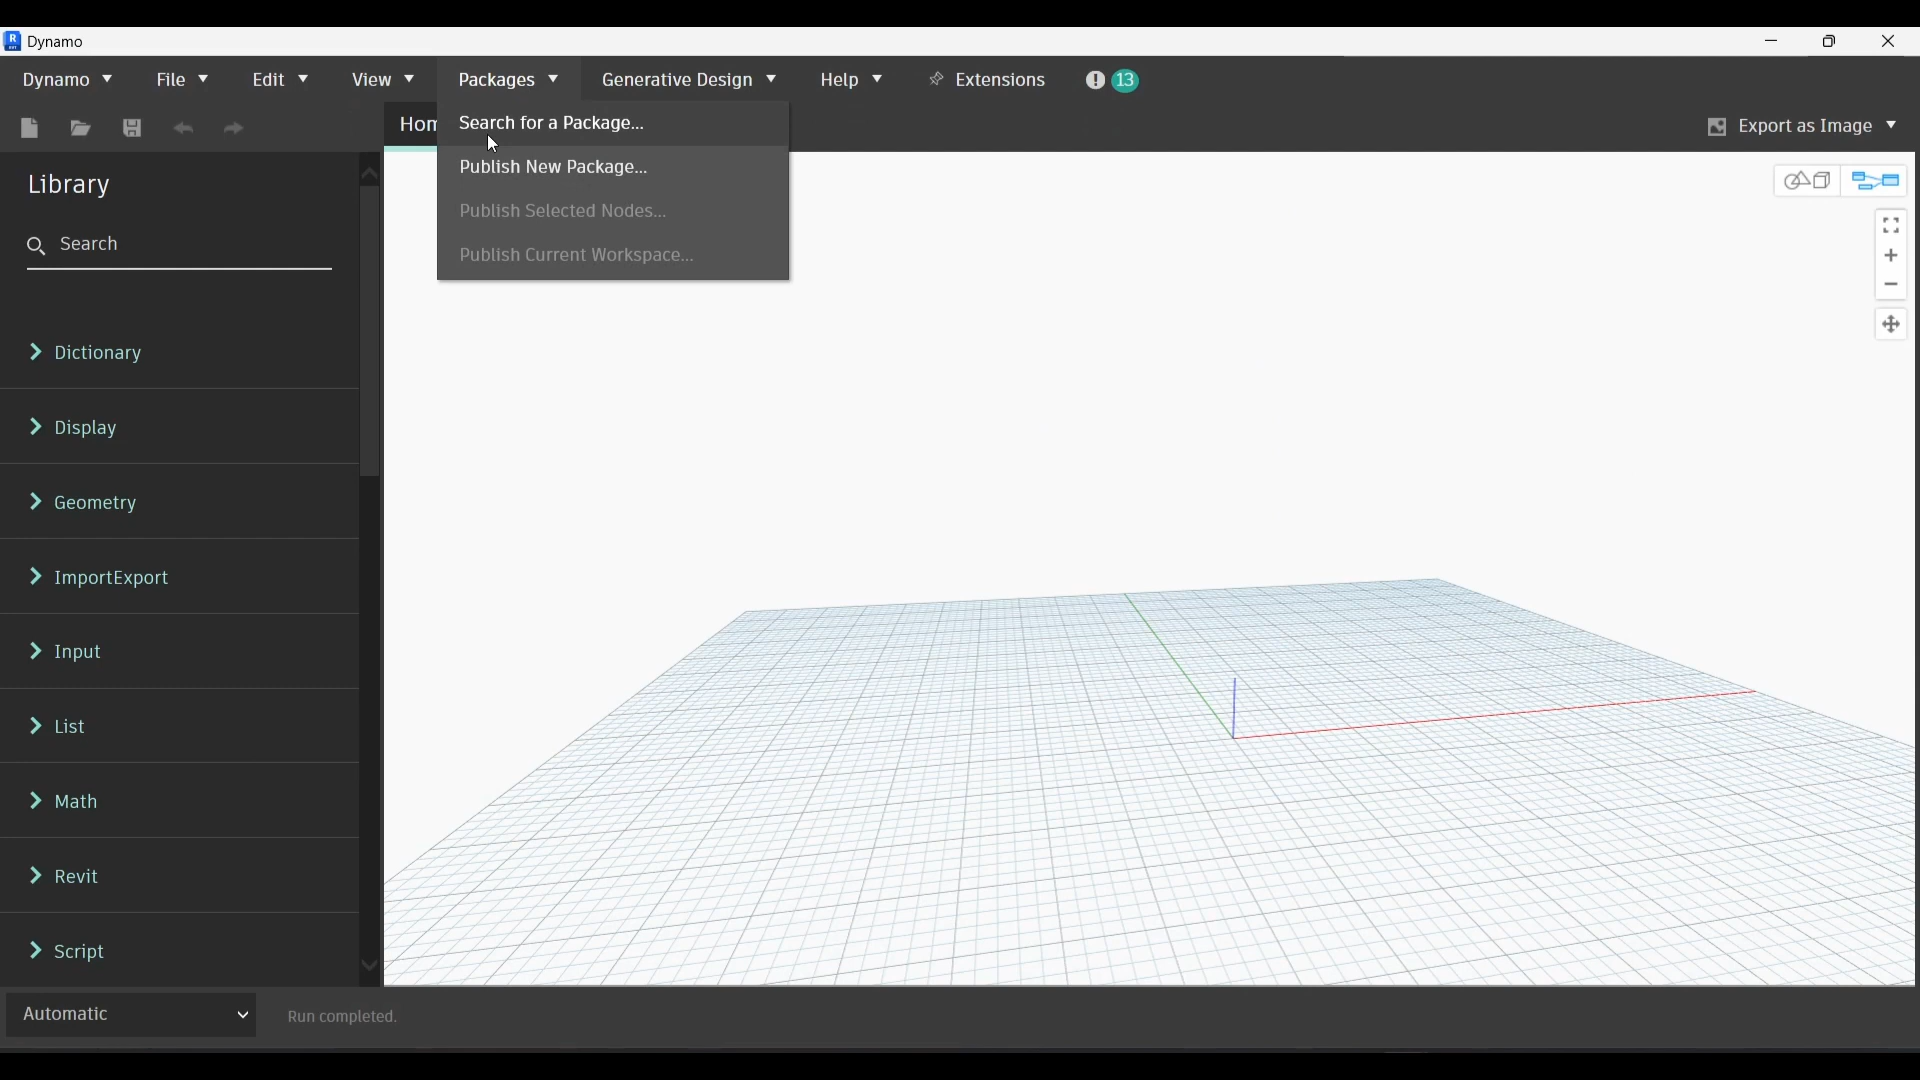 Dynamo
Dynamo File Edit View Packages Generative Design Help Extensions 13
Hom
Export as Image
Search for a Package...
Publish New Package...
Publish Selected Nodes...
Publish Current Workspace...
Library
Search
Dictionary
Display
Geometry
ImportExport
Input
List
Math
Revit
Script
Automatic
Run completed.